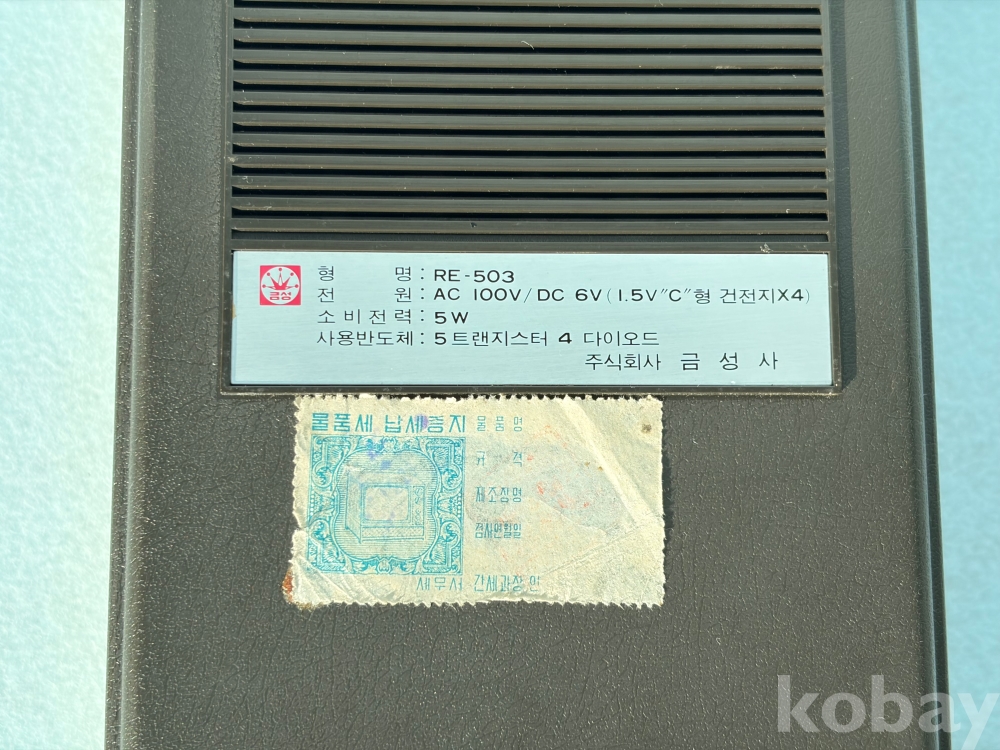 금성
형 명 : RE-503
전 원 : AC 100V/DC 6V(1.5V"C"형 건전지X4)
소비전력 : 5W
사용반도체 : 5트랜지스터 4 다이오드
주식회사 금 성 사
물품세 납세증지
물품명
규 격
제조장명
검사년월일
세무서 간세과장 인
kobay